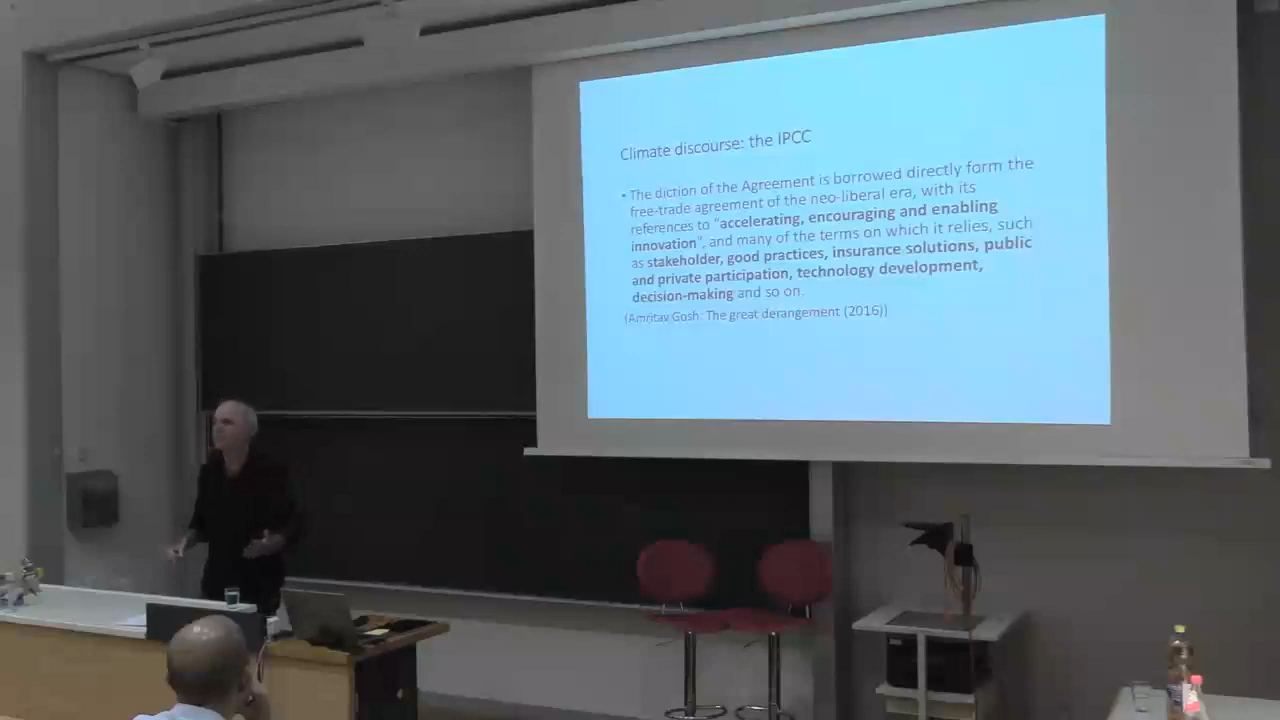 Climate discourse: the IPCC
• The diction of the Agreement is borrowed directly form the
free-trade agreement of the neo-liberal era, with its
references to "accelerating, encouraging and enabling
innovation", and many of the terms on which it relies, such
as stakeholder, good practices, insurance solutions, public
and private participation, technology development,
decision-making and so on.
(Amritav Gosh: The great derangement (2016))